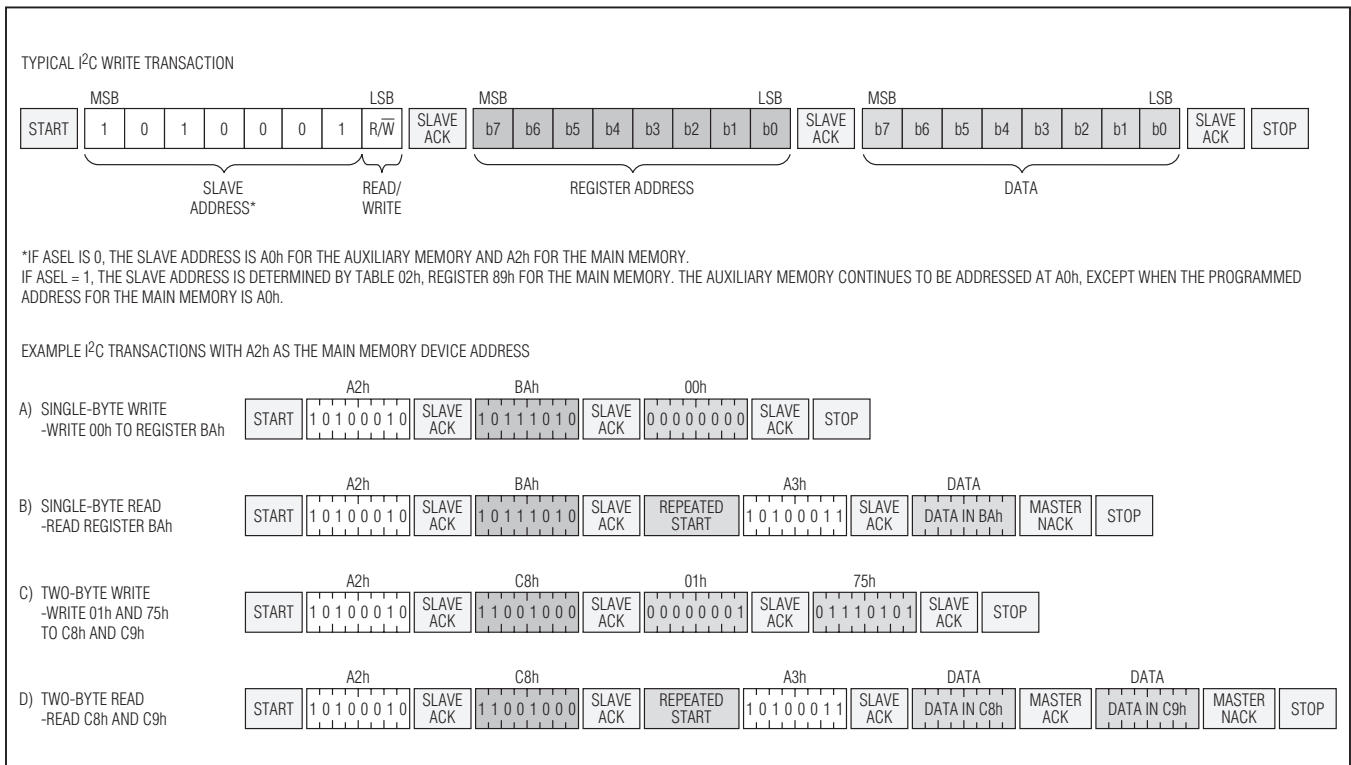 TYPICAL I2C WRITE TRANSACTION
MSB LSB MSB LSB MSB LSB
START 1 0 1 0 0 0 1 R/W̅ SLAVE ACK b7 b6 b5 b4 b3 b2 b1 b0 SLAVE ACK b7 b6 b5 b4 b3 b2 b1 b0 SLAVE ACK STOP
SLAVE ADDRESS* READ/WRITE REGISTER ADDRESS DATA
*IF ASEL IS 0, THE SLAVE ADDRESS IS A0h FOR THE AUXILIARY MEMORY AND A2h FOR THE MAIN MEMORY.
IF ASEL = 1, THE SLAVE ADDRESS IS DETERMINED BY TABLE 02h, REGISTER 89h FOR THE MAIN MEMORY. THE AUXILIARY MEMORY CONTINUES TO BE ADDRESSED AT A0h, EXCEPT WHEN THE PROGRAMMED
ADDRESS FOR THE MAIN MEMORY IS A0h.
EXAMPLE I2C TRANSACTIONS WITH A2h AS THE MAIN MEMORY DEVICE ADDRESS
A2h BAh 00h
A) SINGLE-BYTE WRITE
-WRITE 00h TO REGISTER BAh
START 1 0 1 0 0 0 1 0 SLAVE ACK 1 0 1 1 1 0 1 0 SLAVE ACK 0 0 0 0 0 0 0 0 SLAVE ACK STOP
A2h BAh A3h DATA
B) SINGLE-BYTE READ
-READ REGISTER BAh
START 1 0 1 0 0 0 1 0 SLAVE ACK 1 0 1 1 1 0 1 0 SLAVE ACK REPEATED START 1 0 1 0 0 0 1 1 SLAVE ACK DATA IN BAh MASTER NACK STOP
A2h C8h 01h 75h
C) TWO-BYTE WRITE
-WRITE 01h AND 75h
TO C8h AND C9h
START 1 0 1 0 0 0 1 0 SLAVE ACK 1 1 0 0 1 0 0 0 SLAVE ACK 0 0 0 0 0 0 0 1 SLAVE ACK 0 1 1 1 0 1 0 1 SLAVE ACK STOP
A2h C8h A3h DATA DATA
D) TWO-BYTE READ
-READ C8h AND C9h
START 1 0 1 0 0 0 1 0 SLAVE ACK 1 1 0 0 1 0 0 0 SLAVE ACK REPEATED START 1 0 1 0 0 0 1 1 SLAVE ACK DATA IN C8h MASTER ACK DATA IN C9h MASTER NACK STOP